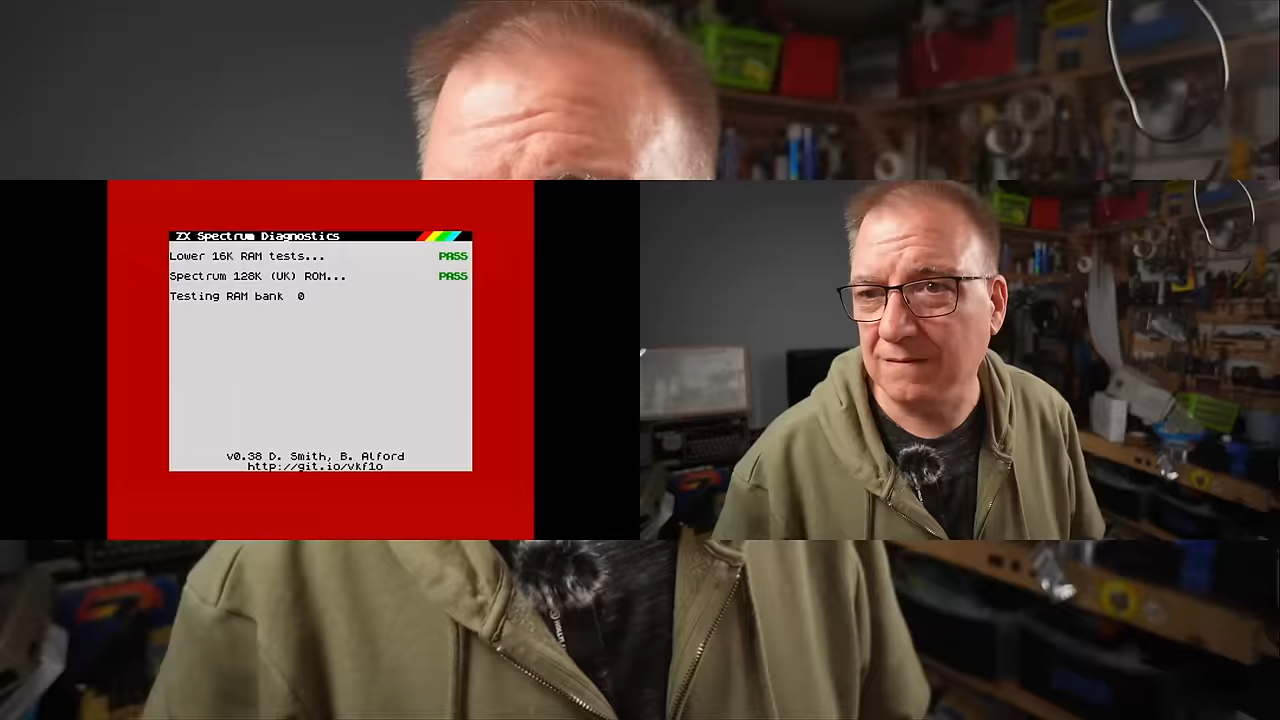 ZX Spectrum Diagnostics
Lower 16K RAM tests... PASS
Spectrum 128K (UK) ROM... PASS
Testing RAM bank 0
v0.38 D. Smith, B. Alford
http://git.io/vkf1o